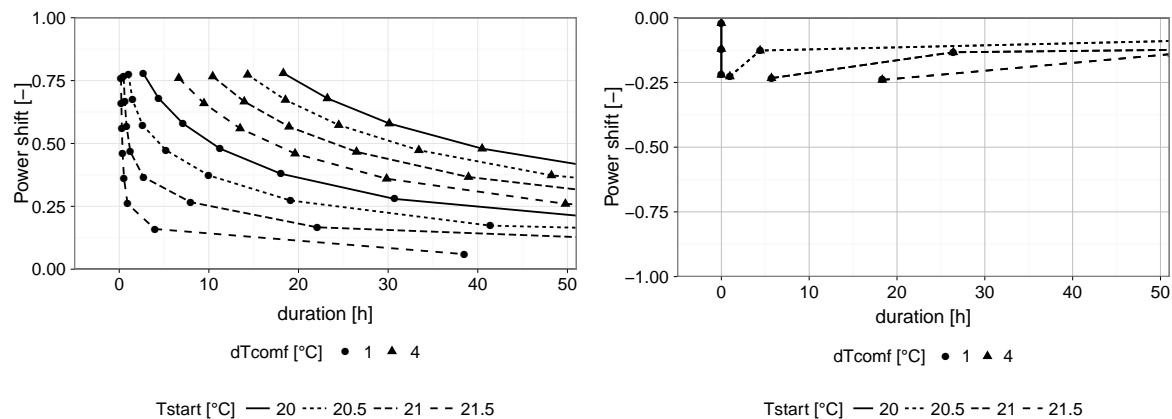 1.00
0.75
0.50
0.25
0.00
Power shift [−]
0 10 20 30 40 50
duration [h]
dTcomf [°C] 1 4
Tstart [°C] 20 20.5 21 21.5
0.00
−0.25
−0.50
−0.75
−1.00
Power shift [−]
0 10 20 30 40 50
duration [h]
dTcomf [°C] 1 4
Tstart [°C] 20 20.5 21 21.5